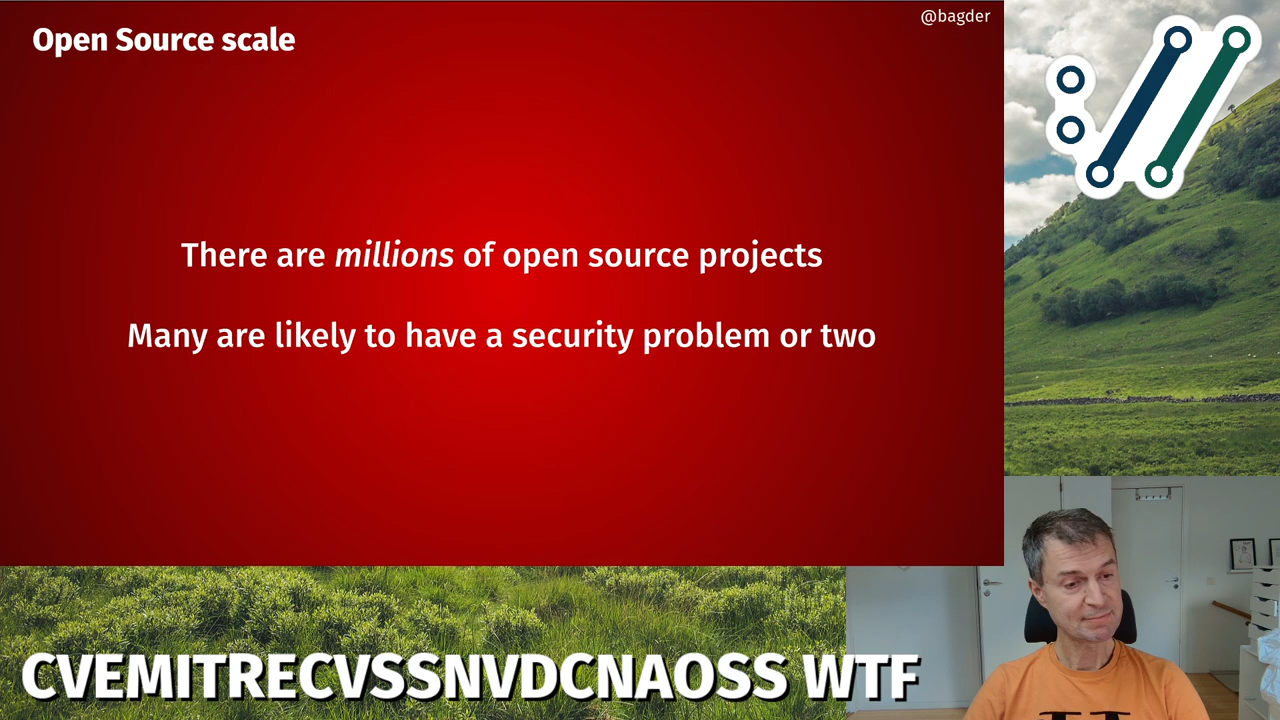 @bagder
Open Source scale
There are millions of open source projects
Many are likely to have a security problem or two
CVEMITRECVSSNVDCNAOSS WTF